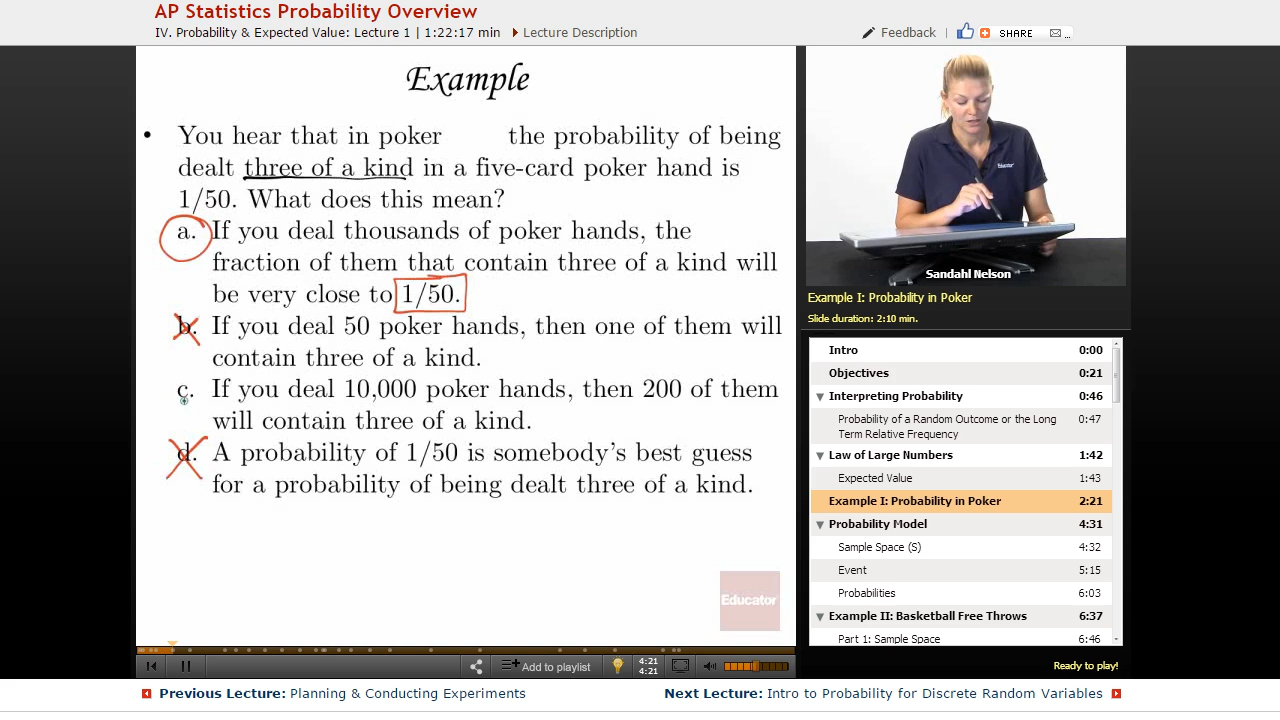 AP Statistics Probability Overview
IV. Probability & Expected Value: Lecture 1 | 1:22:17 min
Lecture Description
Feedback
SHARE
Example
• You hear that in poker the probability of being
dealt three of a kind in a five-card poker hand is
1/50. What does this mean?
a. If you deal thousands of poker hands, the
fraction of them that contain three of a kind will
be very close to 1/50.
b. If you deal 50 poker hands, then one of them will
contain three of a kind.
c. If you deal 10,000 poker hands, then 200 of them
will contain three of a kind.
d. A probability of 1/50 is somebody's best guess
for a probability of being dealt three of a kind.
Educator
Add to playlist
4:21
4:21
Educator
Sandahl Nelson
Example I: Probability in Poker
Slide duration: 2:10 min.
Intro 0:00
Objectives 0:21
Interpreting Probability 0:46
Probability of a Random Outcome or the Long 0:47
Term Relative Frequency
Law of Large Numbers 1:42
Expected Value 1:43
Example I: Probability in Poker 2:21
Probability Model 4:31
Sample Space (S) 4:32
Event 5:15
Probabilities 6:03
Example II: Basketball Free Throws 6:37
Part 1: Sample Space 6:46
Ready to play!
Previous Lecture: Planning & Conducting Experiments
Next Lecture: Intro to Probability for Discrete Random Variables